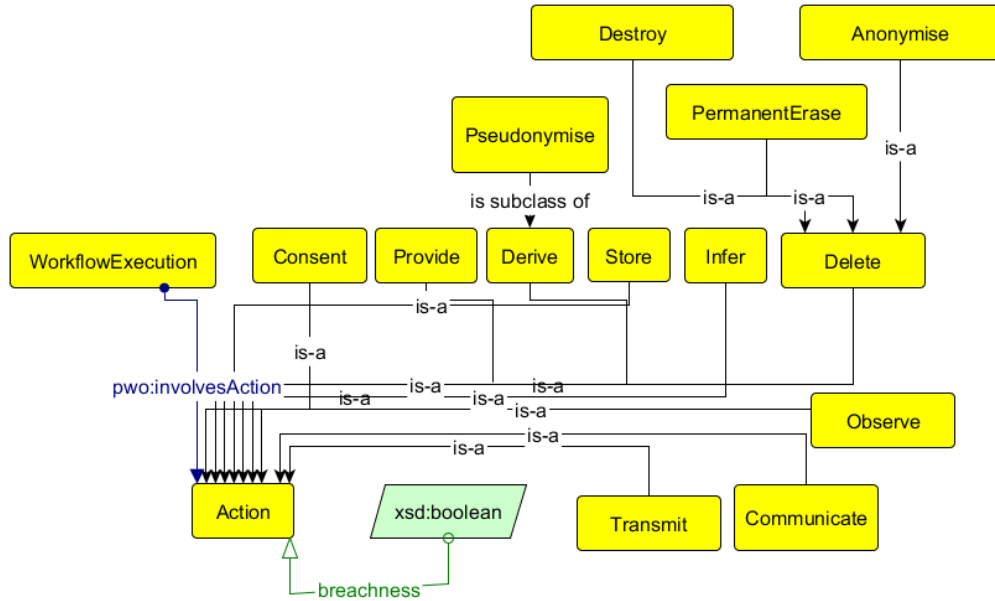 Destroy
Anonymise
PermanentErase
Pseudonymise
is-a
is subclass of
is-a
is-a
WorkflowExecution
Consent
Provide
Derive
Store
Infer
Delete
is-a
is-a
pwo:involvesAction
is-a
is-a
is-a
is-a
is-a
Observe
is-a
is-a
Action
xsd:boolean
Transmit
Communicate
breachness